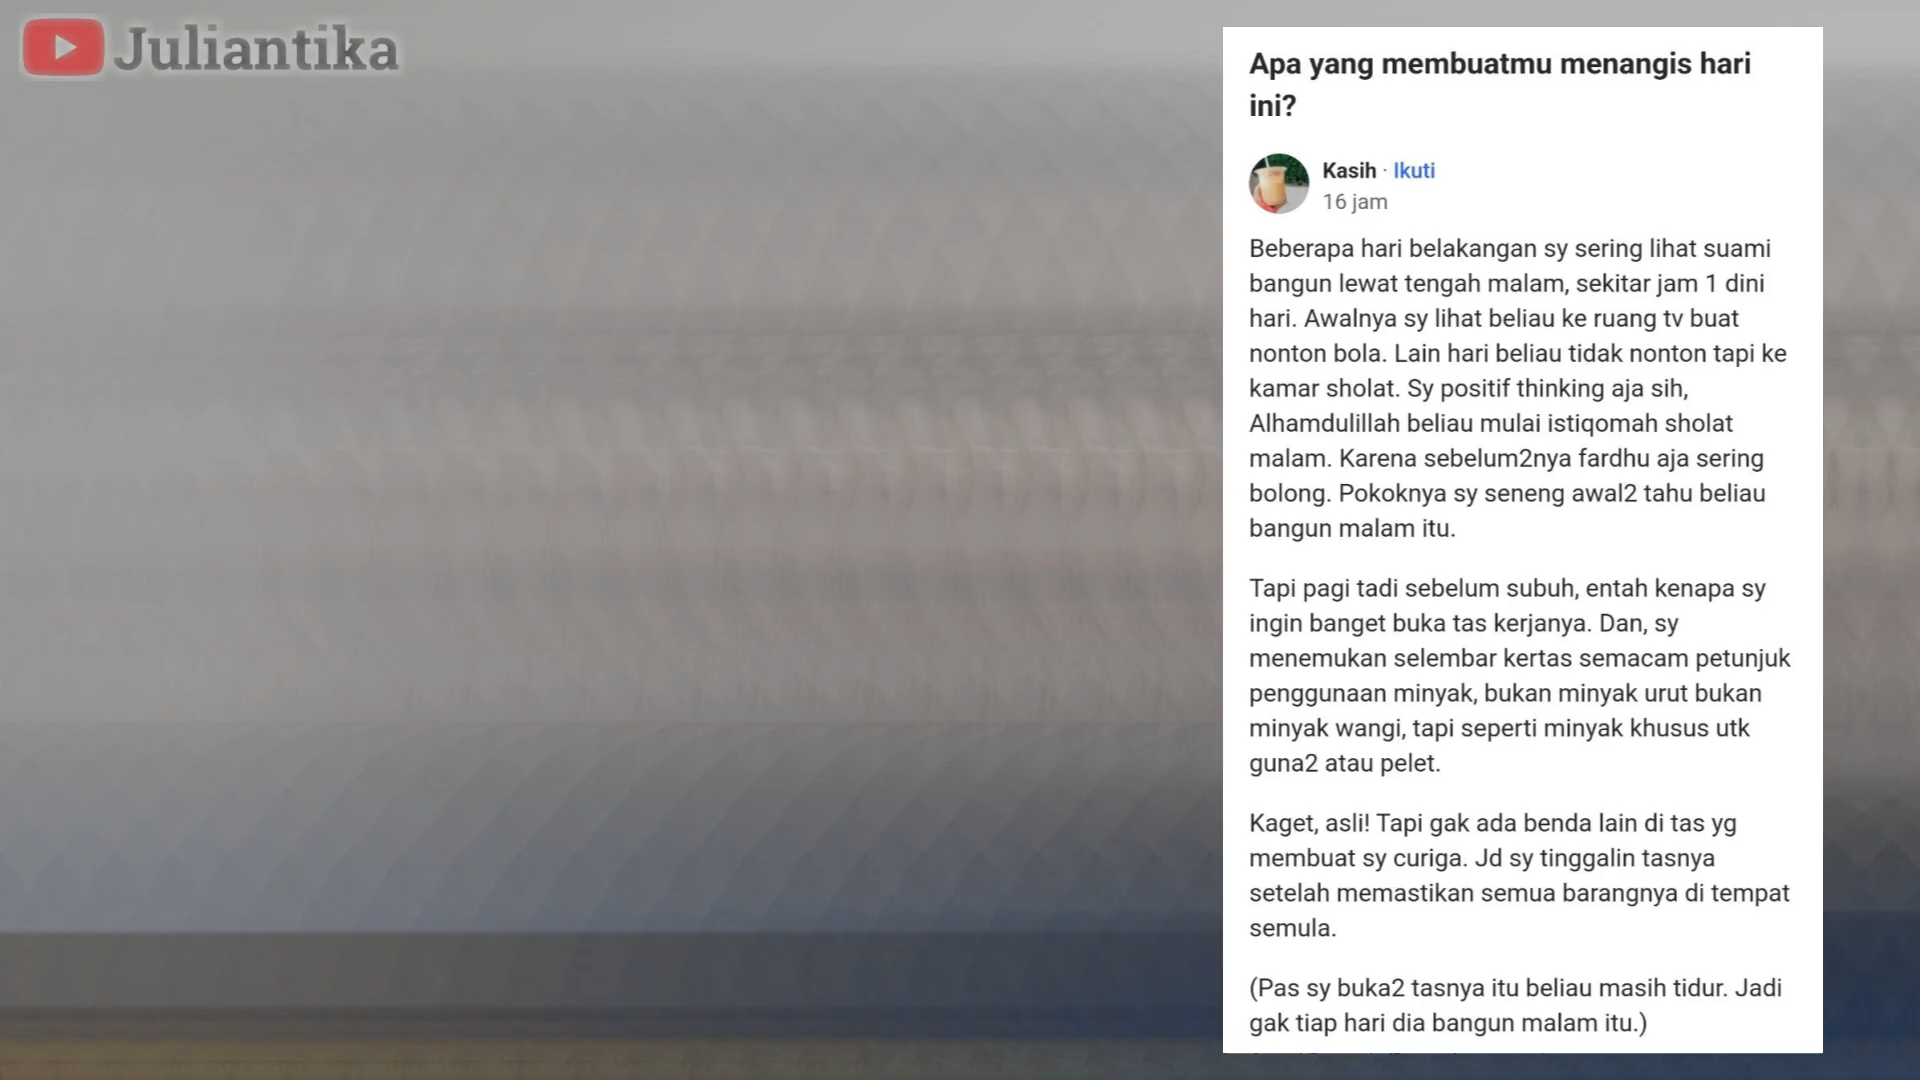 Juliantika
Apa yang membuatmu menangis hari
ini?
Kasih · Ikuti
16 jam
Beberapa hari belakangan sy sering lihat suami
bangun lewat tengah malam, sekitar jam 1 dini
hari. Awalnya sy lihat beliau ke ruang tv buat
nonton bola. Lain hari beliau tidak nonton tapi ke
kamar sholat. Sy positif thinking aja sih,
Alhamdulillah beliau mulai istiqomah sholat
malam. Karena sebelum2nya fardhu aja sering
bolong. Pokoknya sy seneng awal2 tahu beliau
bangun malam itu.
Tapi pagi tadi sebelum subuh, entah kenapa sy
ingin banget buka tas kerjanya. Dan, sy
menemukan selembar kertas semacam petunjuk
penggunaan minyak, bukan minyak urut bukan
minyak wangi, tapi seperti minyak khusus utk
guna2 atau pelet.
Kaget, asli! Tapi gak ada benda lain di tas yg
membuat sy curiga. Jd sy tinggalin tasnya
setelah memastikan semua barangnya di tempat
semula.
(Pas sy buka2 tasnya itu beliau masih tidur. Jadi
gak tiap hari dia bangun malam itu.)